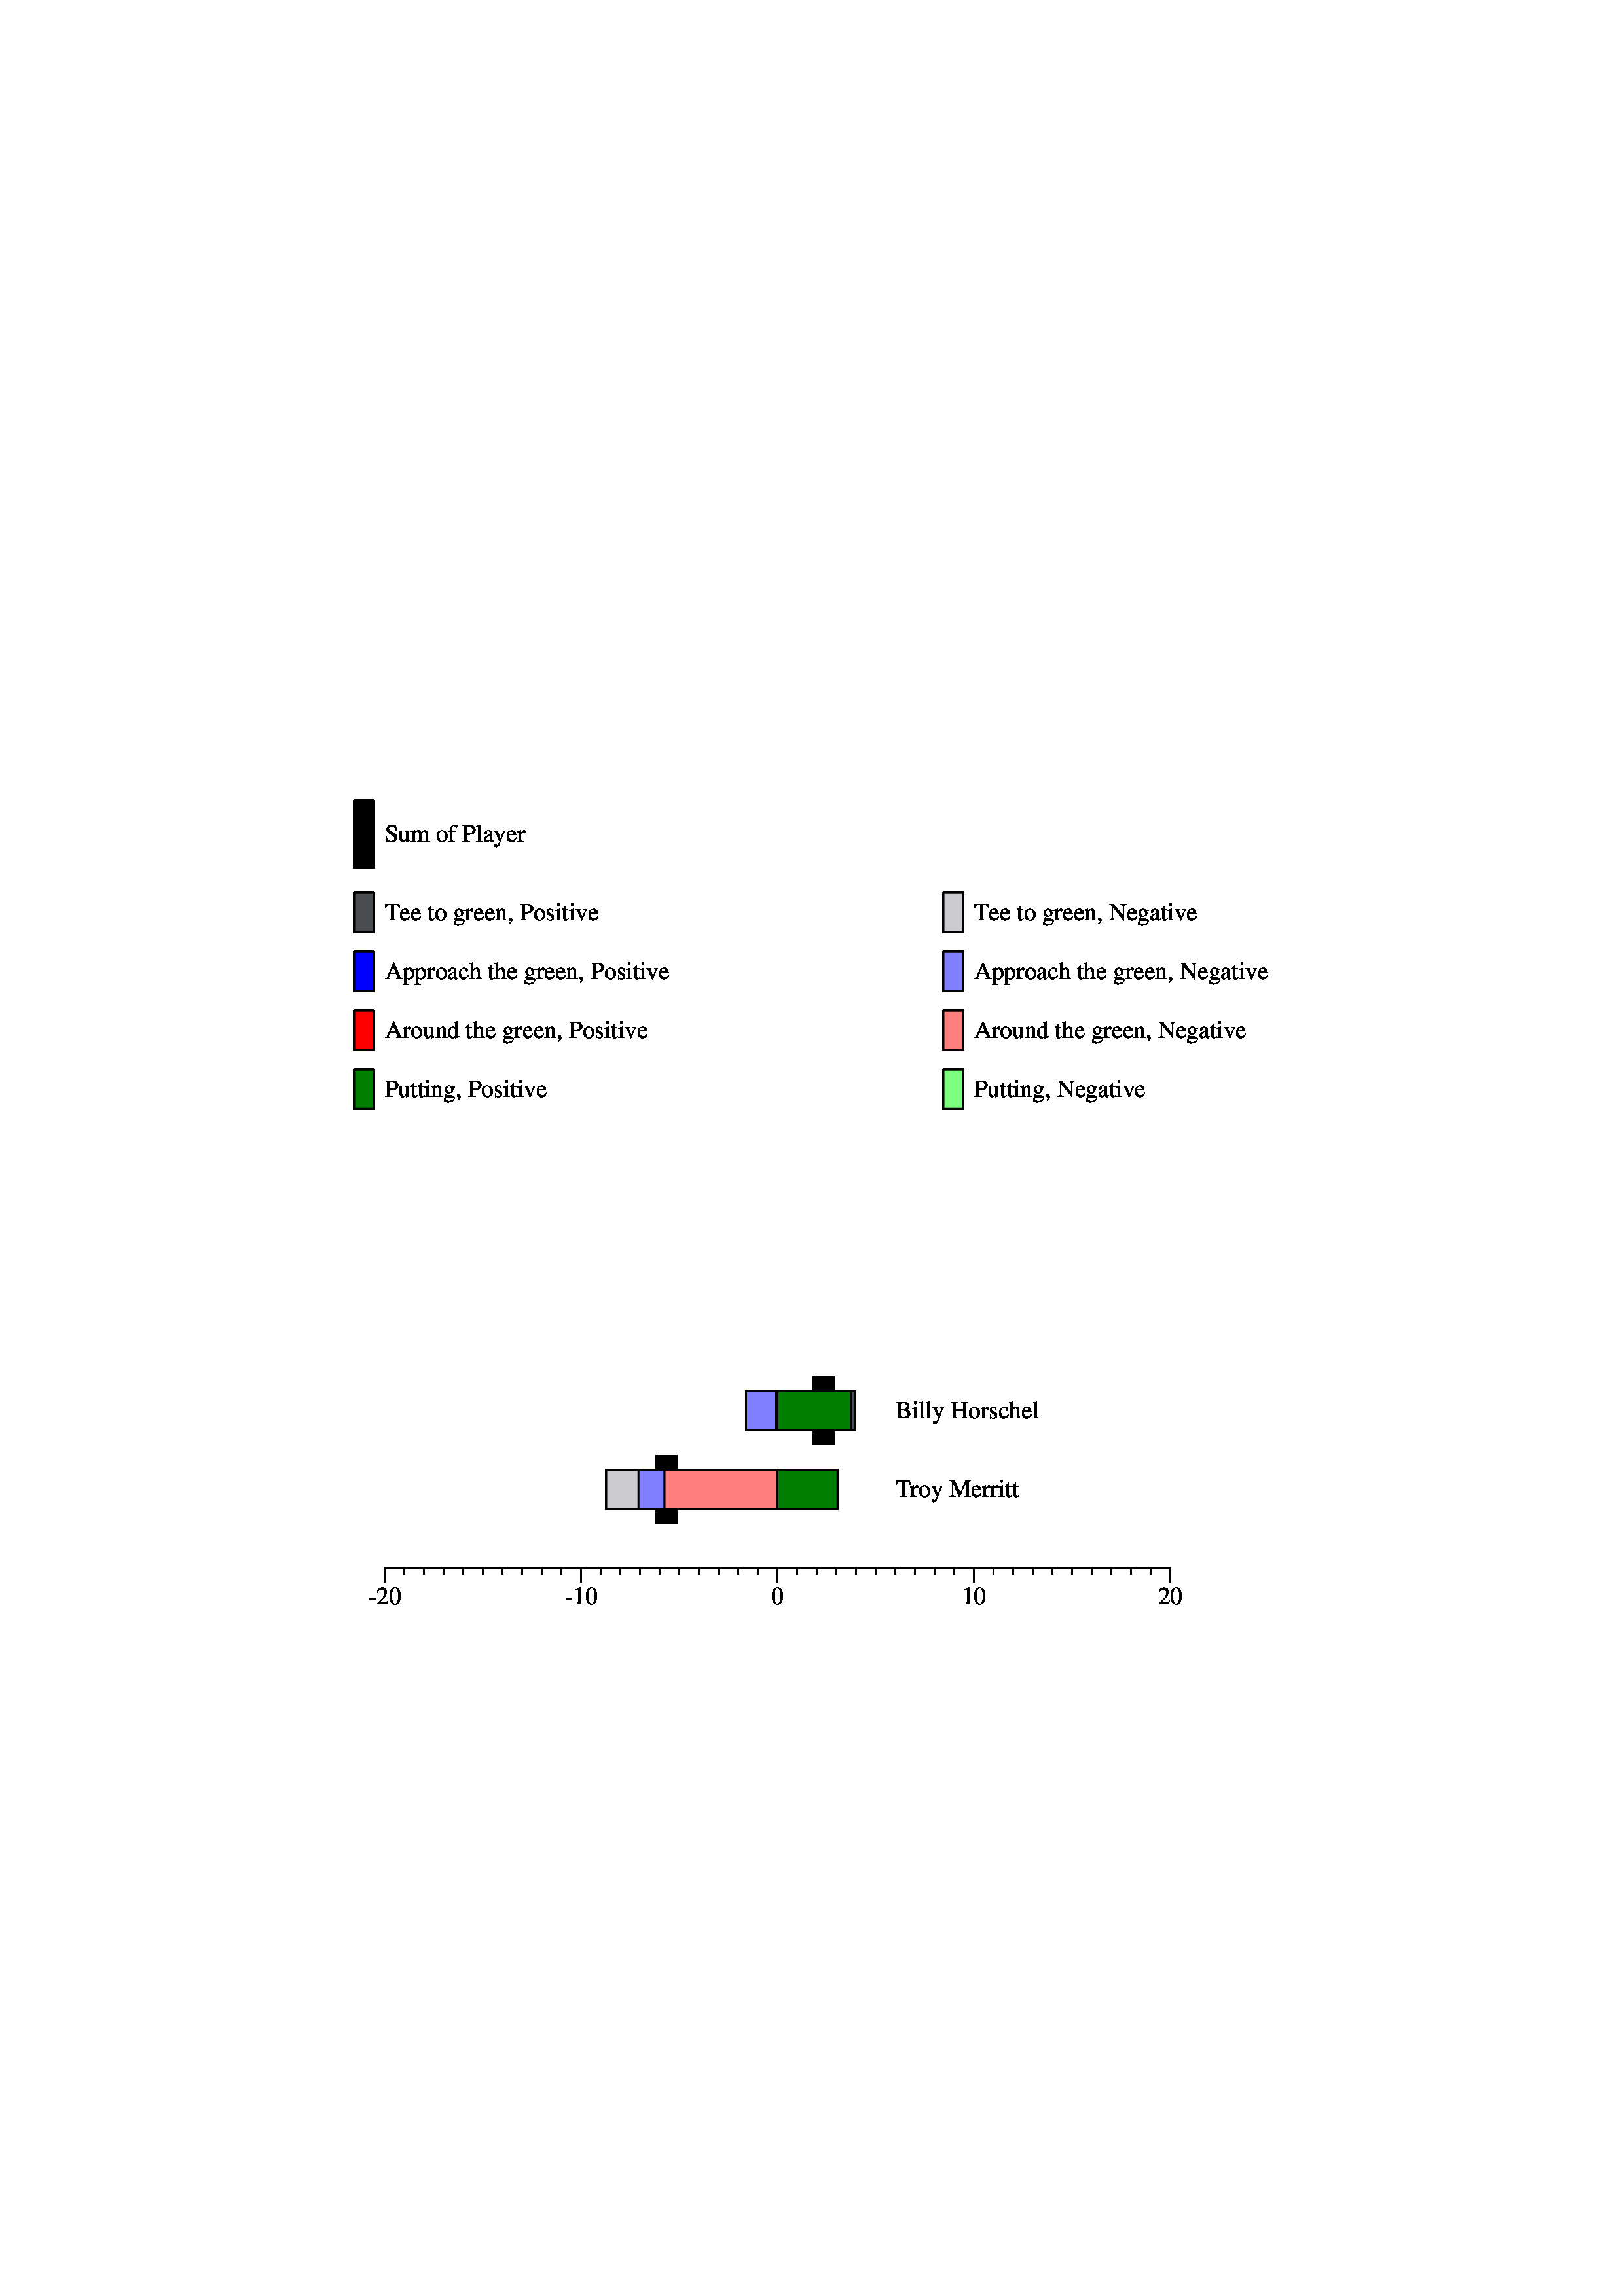 Sum of Player
Tee to green, Positive
Tee to green, Negative
Approach the green, Positive
Approach the green, Negative
Around the green, Positive
Around the green, Negative
Putting, Positive
Putting, Negative
Billy Horschel
Troy Merritt
-20 -10 0 10 20